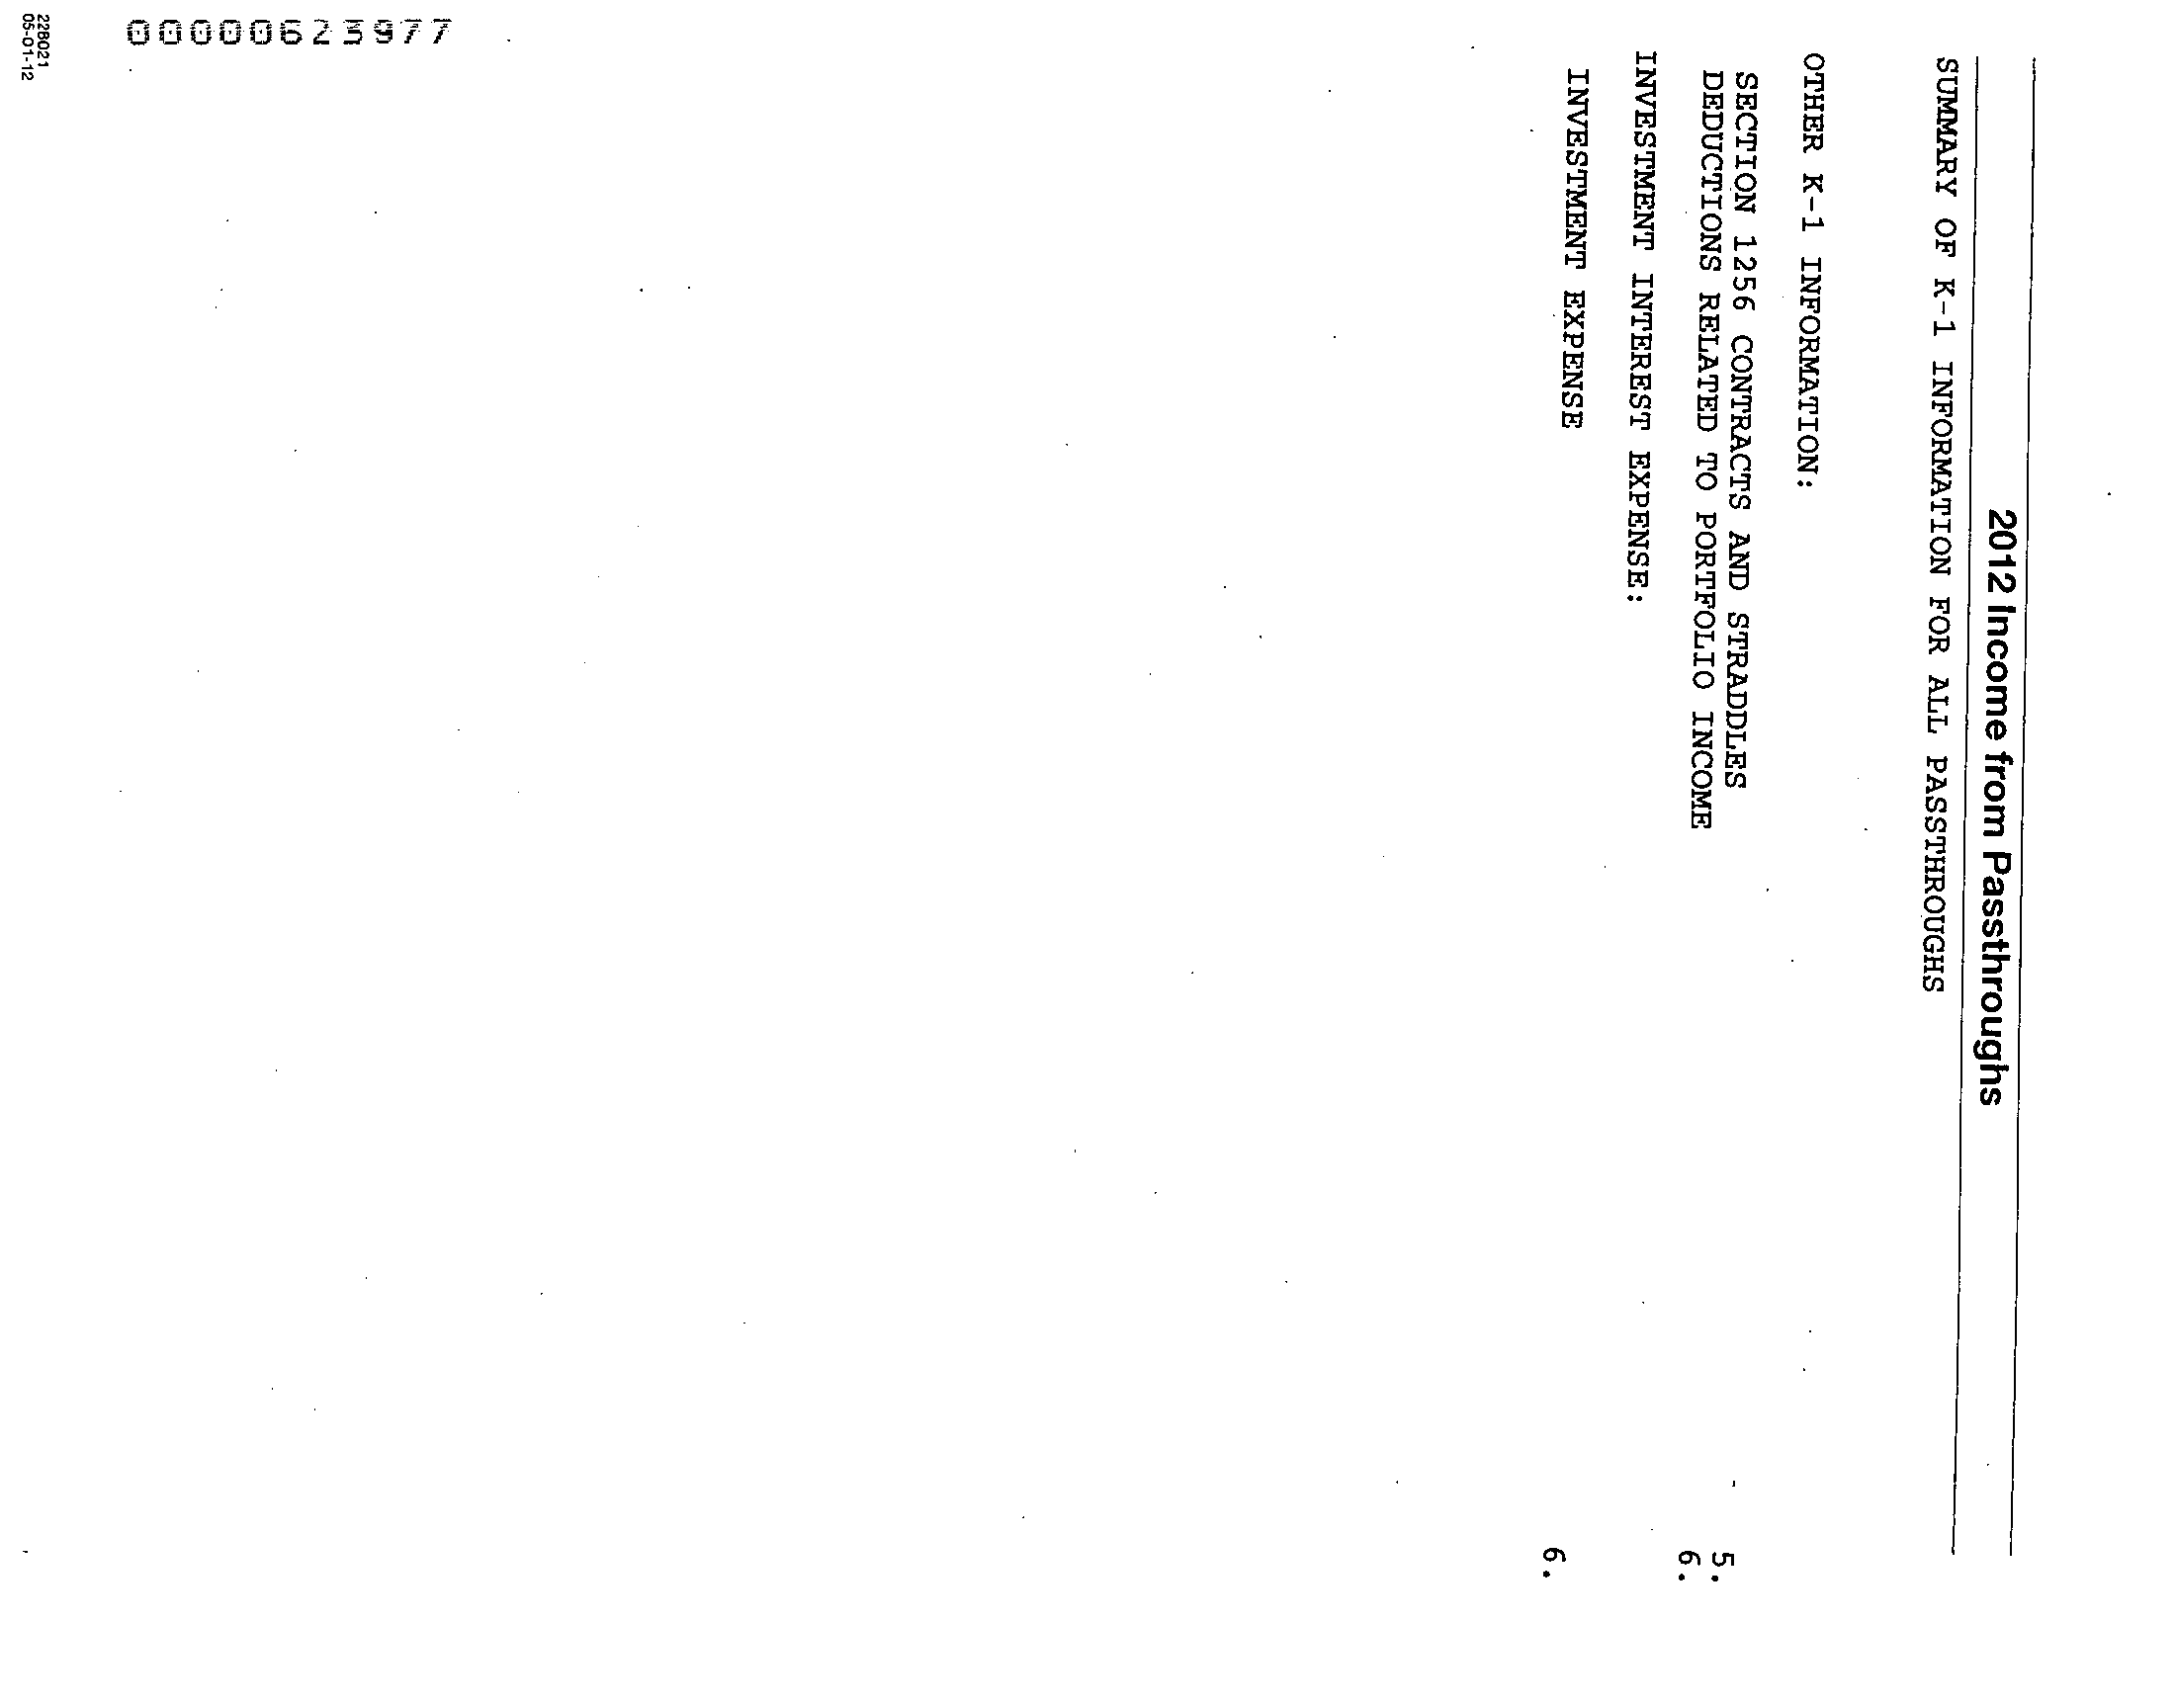 2012 Income from Passthroughs
SUMMARY OF K-1 INFORMATION FOR ALL PASSTHROUGHS
OTHER K-1 INFORMATION:
SECTION 1256 CONTRACTS AND STRADDLES 5.
DEDUCTIONS RELATED TO PORTFOLIO INCOME 6.
INVESTMENT INTEREST EXPENSE:
INVESTMENT EXPENSE 6.
228021
05-01-12
00000623977